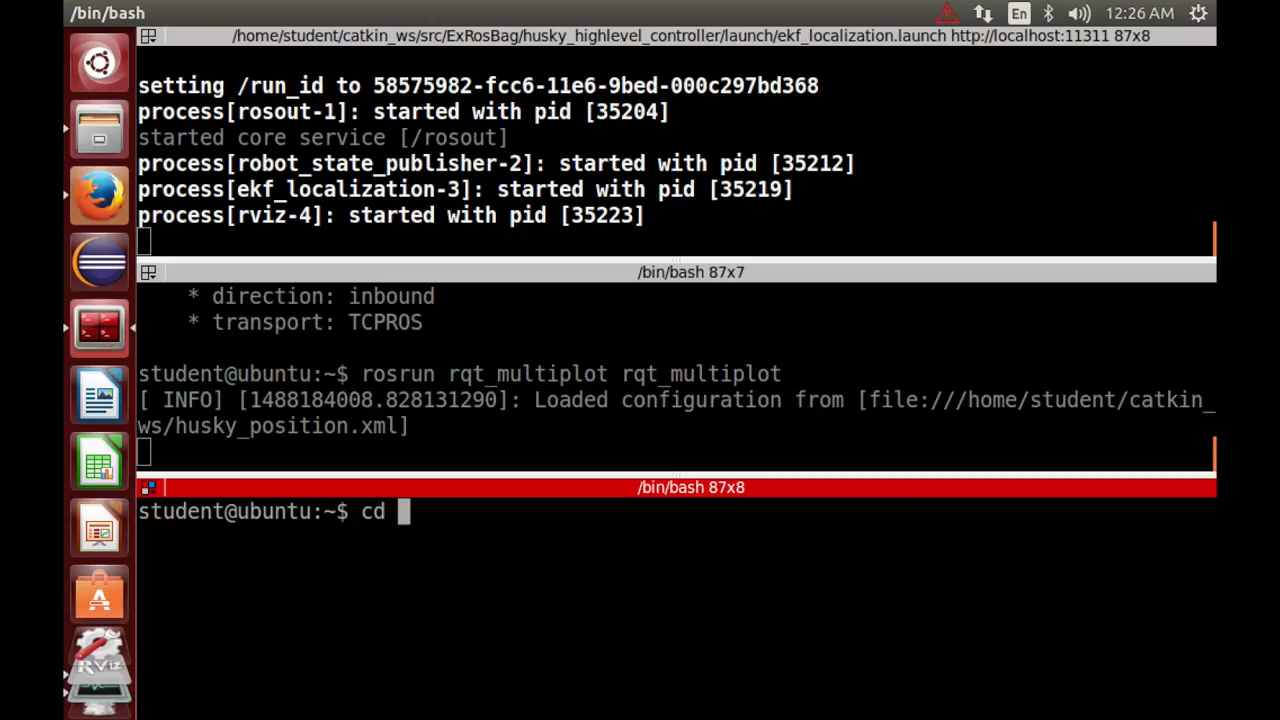 /bin/bash
En
12:26 AM
/home/student/catkin_ws/src/ExRosBag/husky_highlevel_controller/launch/ekf_localization.launch http://localhost:11311 87x8
setting /run_id to 58575982-fcc6-11e6-9bed-000c297bd368
process[rosout-1]: started with pid [35204]
started core service [/rosout]
process[robot_state_publisher-2]: started with pid [35212]
process[ekf_localization-3]: started with pid [35219]
process[rviz-4]: started with pid [35223]
/bin/bash 87x7
* direction: inbound
* transport: TCPROS
student@ubuntu:~$ rosrun rqt_multiplot rqt_multiplot
[ INFO] [1488184008.828131290]: Loaded configuration from [file:///home/student/catkin_
ws/husky_position.xml]
/bin/bash 87x8
student@ubuntu:~$ cd
RViz